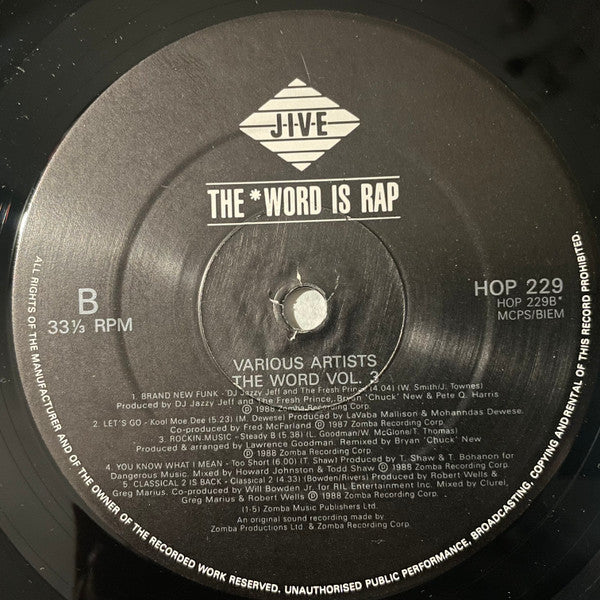 J·I·V·E
THE *WORD IS RAP
B
33⅓ RPM
HOP 229
HOP 229B*
MCPS/BIEM
VARIOUS ARTISTS
THE WORD VOL. 3
1. BRAND NEW FUNK - DJ Jazzy Jeff and The Fresh Prince (4.04) (W. Smith/J. Townes)
Produced by DJ Jazzy Jeff and The Fresh Prince, Bryan 'Chuck' New & Pete Q. Harris
ⓟ 1988 Zomba Recording Corp.
2. LET'S GO - Kool Moe Dee (5.23) (M. Dewese) Produced by LaVaba Mallison & Mohanndas Dewese.
Co-produced by Fred McFarland ⓟ 1987 Zomba Recording Corp.
3. ROCKIN.MUSIC - Steady B (5.38) (L. Goodman/W. McGlone/T. Thomas)
Produced & arranged by Lawrence Goodman. Remixed by Bryan 'Chuck' New
ⓟ 1988 Zomba Recording Corp.
4. YOU KNOW WHAT I MEAN - Too $hort (6.00) (T. Shaw) Produced by T. Shaw & T. Bohanon for
Dangerous Music. Mixed by Howard Johnston & Todd Shaw ⓟ 1988 Zomba Recording Corp.
5. CLASSICAL 2 IS BACK - Classical 2 (4.33) (Bowden/Rivers) Produced by Robert Wells &
Greg Marius. Co-produced by Will Bowden Jr. for RIL Entertainment Inc. Mixed by Clurel,
Greg Marius & Robert Wells ⓟ 1988 Zomba Recording Corp.
(1-5) Zomba Music Publishers Ltd.
An original sound recording made by
Zomba Productions Ltd. & Zomba Recording Corp.
ALL RIGHTS OF THE MANUFACTURER AND OF THE OWNER OF THE RECORDED WORK RESERVED. UNAUTHORISED PUBLIC PERFORMANCE, BROADCASTING, COPYING AND RENTAL OF THIS RECORD PROHIBITED.